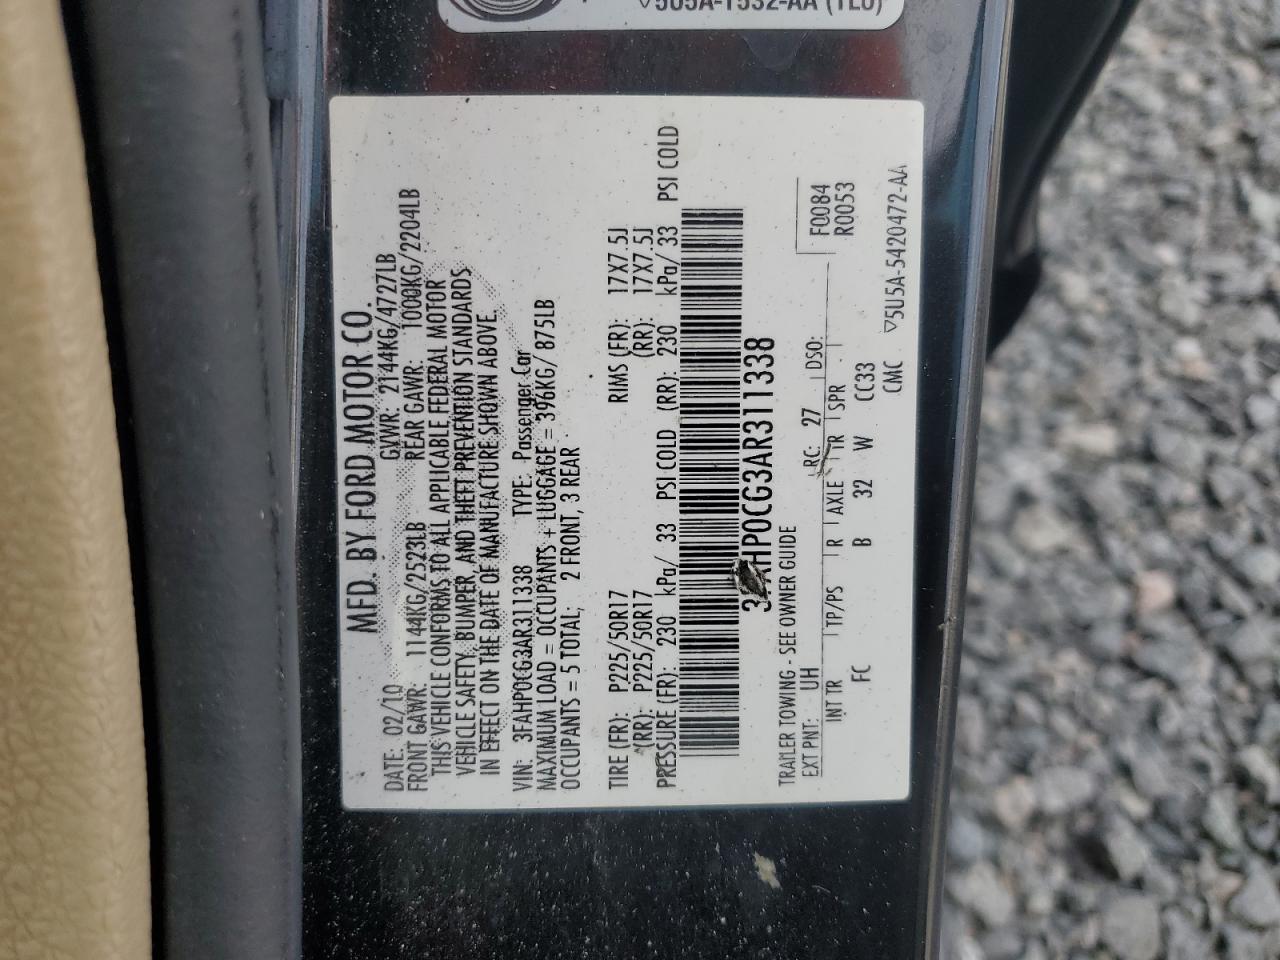 5U5A-1532-AA (TLU)
MFD. BY FORD MOTOR CO.
DATE: 02/10 GVWR: 2144KG/4727LB
FRONT GAWR: 1144KG/2523LB REAR GAWR: 1000KG/2204LB
THIS VEHICLE CONFORMS TO ALL APPLICABLE FEDERAL MOTOR
VEHICLE SAFETY, BUMPER, AND THEFT PREVENTION STANDARDS
IN EFFECT ON THE DATE OF MANUFACTURE SHOWN ABOVE.
VIN: 3FAHP0CG3AR311338 TYPE: Passenger Car
MAXIMUM LOAD = OCCUPANTS + LUGGAGE = 396KG/ 875LB
OCCUPANTS = 5 TOTAL; 2 FRONT, 3 REAR
TIRE (FR): P225/50R17 RIMS (FR): 17X7.5J
(RR): P225/50R17 (RR): 17X7.5J
PRESSURE (FR): 230 kPa/ 33 PSI COLD (RR): 230 kPa/ 33 PSI COLD
HP0CG3AR311338
TRAILER TOWING - SEE OWNER GUIDE
EXT PNT: UH RC: 27 DSO: F0084
R0053
INT TR TP/PS R AXLE TR SPR
FC B 32 W CC33
CMC ▽5U5A-5420472-AA